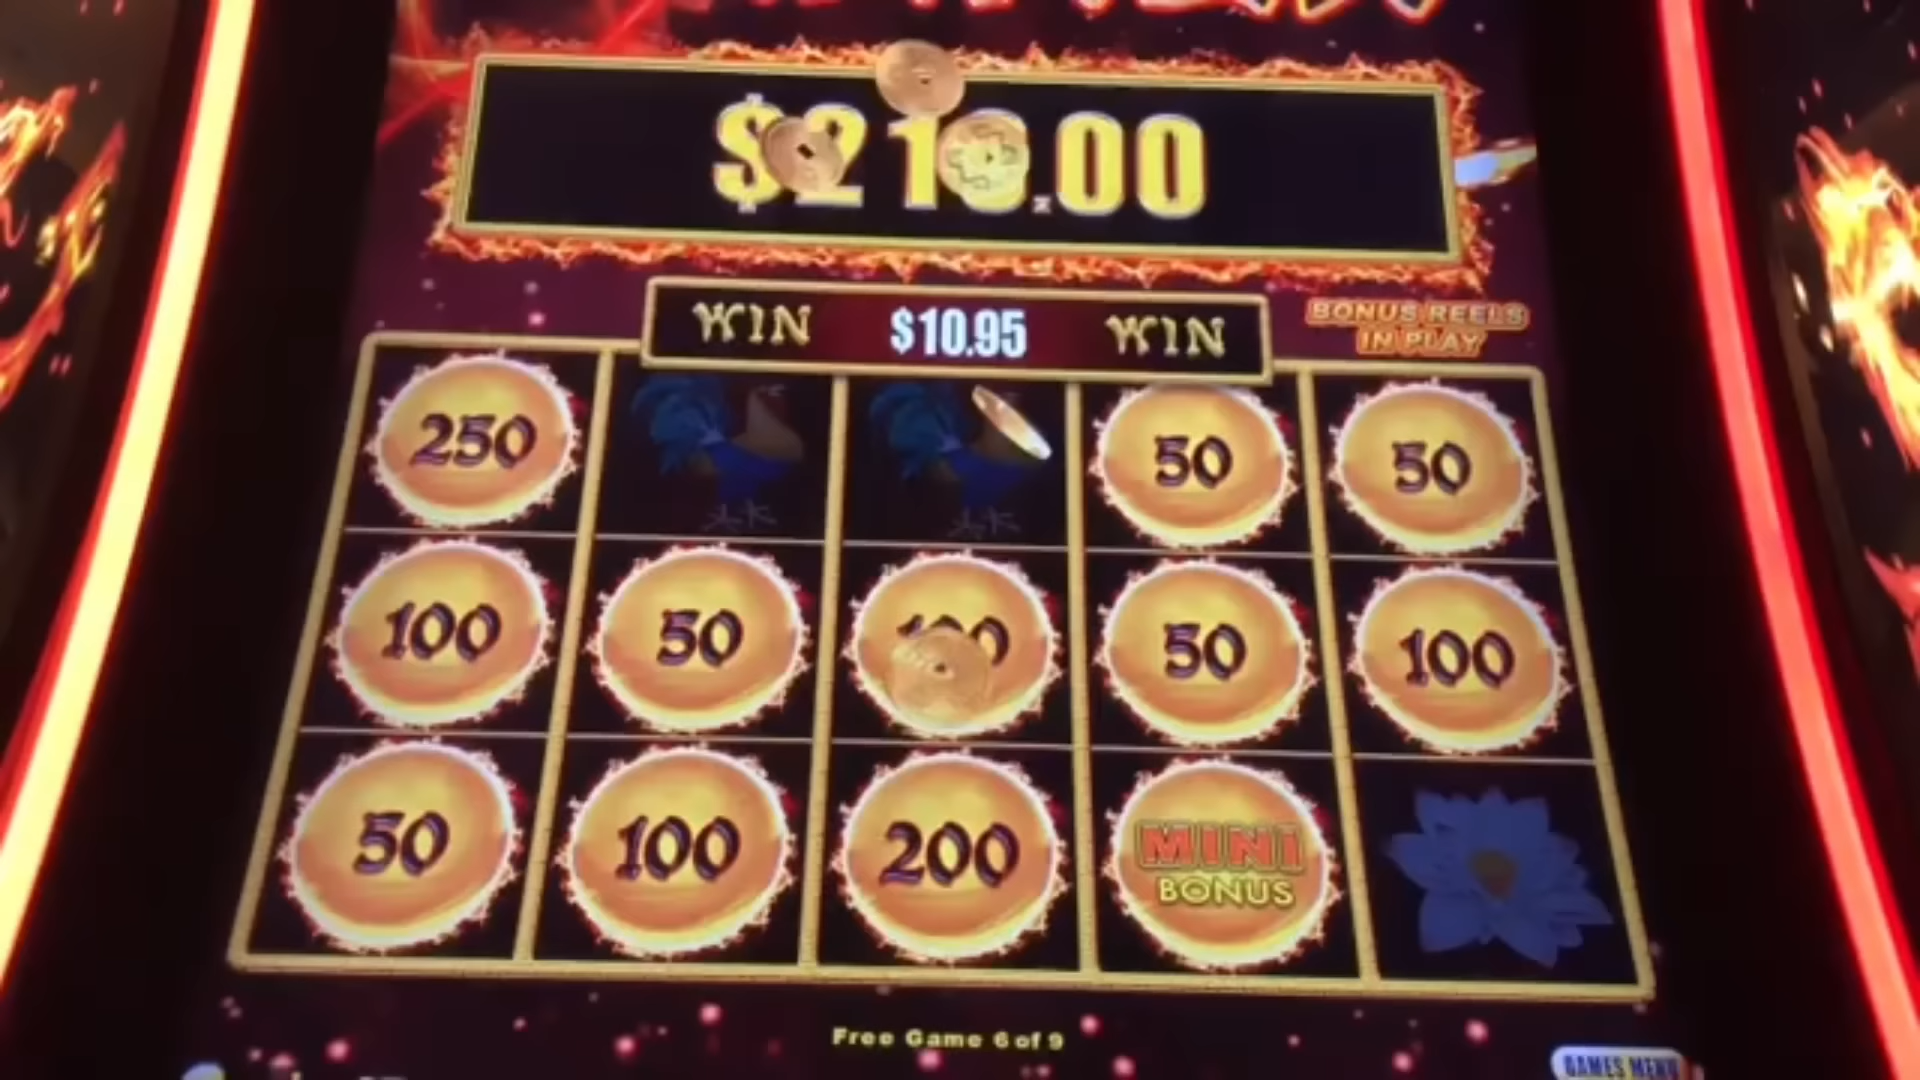 WIN $10.95 WIN
BONUS REELS
IN PLAY
250 50 50
100 50 100 50 100
50 100 200 MINI
BONUS
Free Game 6 of 9
GAMES MENU